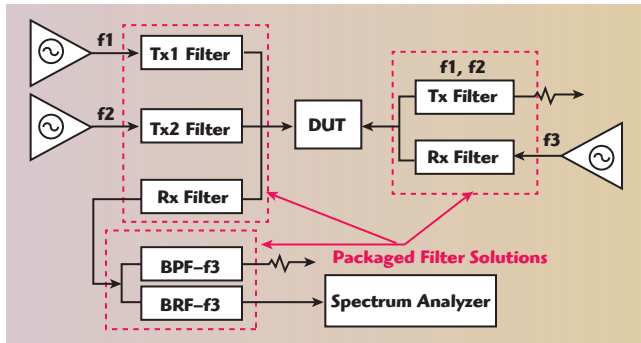 f1
Tx1 Filter
f2
Tx2 Filter
Rx Filter
DUT
f1, f2
Tx Filter
Rx Filter
f3
Packaged Filter Solutions
BPF–f3
BRF–f3
Spectrum Analyzer